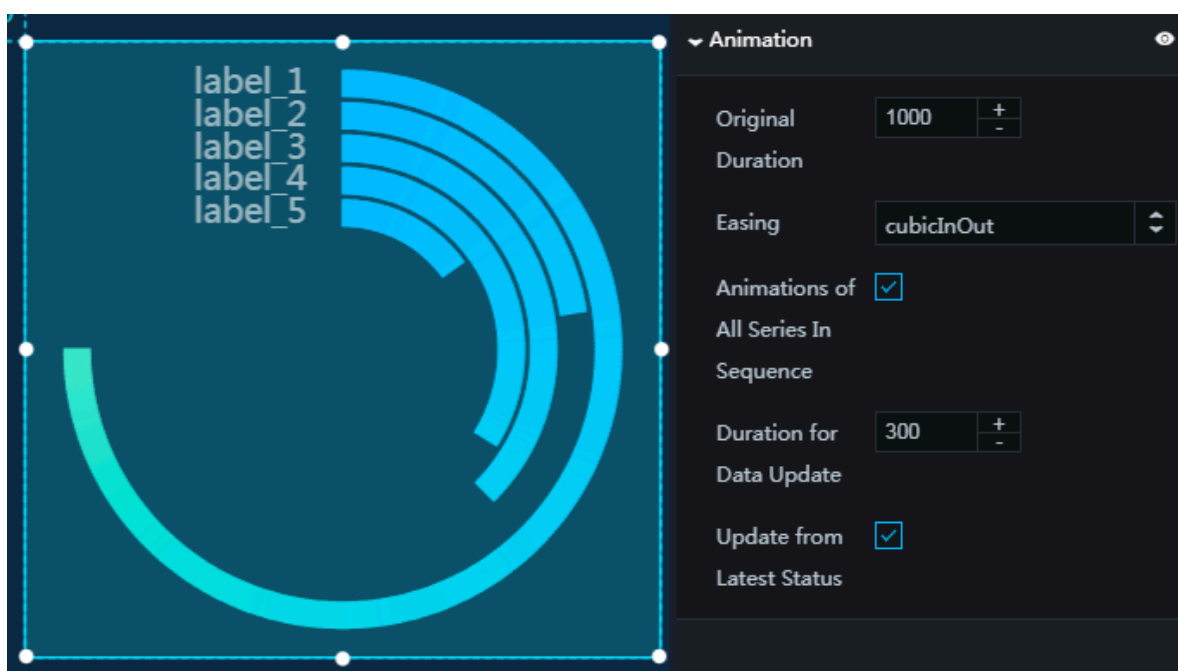 label_1
label_2
label_3
label_4
label_5
Animation
Original
Duration
1000
+
-
Easing
cubicInOut
Animations of
All Series In
Sequence
Duration for
Data Update
300
+
-
Update from
Latest Status